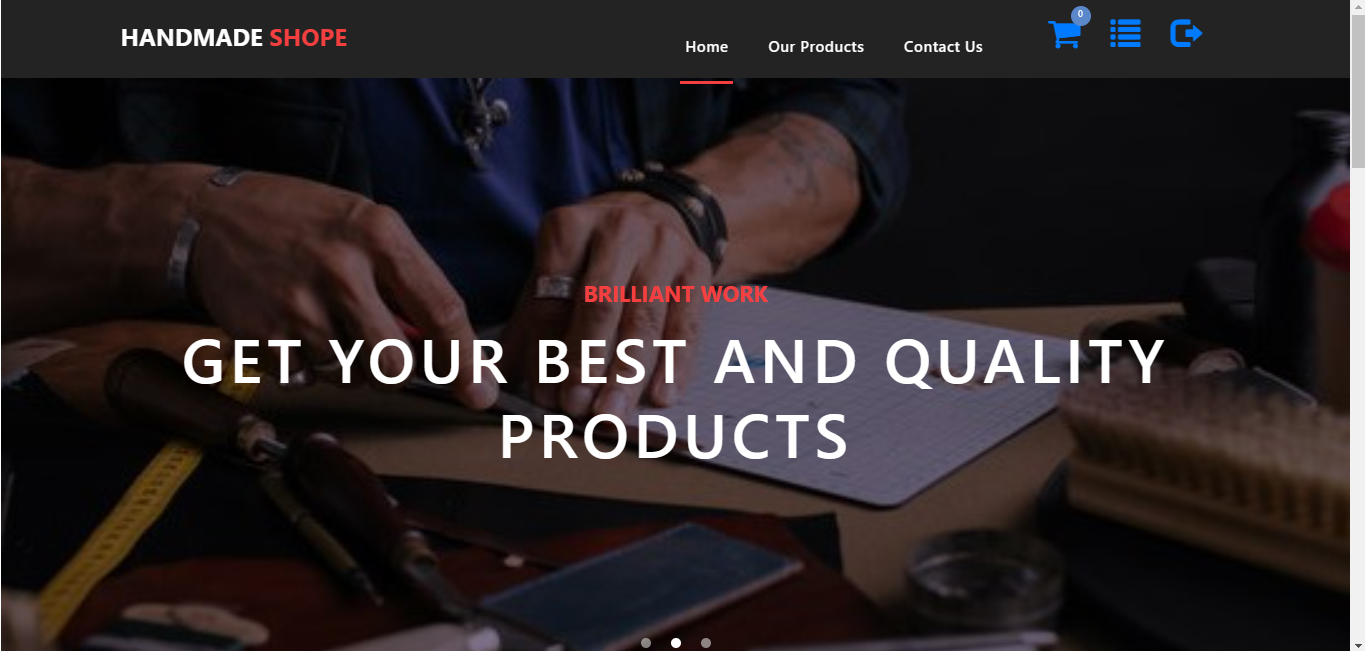 HANDMADE SHOPE
Home Our Products Contact Us
0
BRILLIANT WORK
GET YOUR BEST AND QUALITY
PRODUCTS